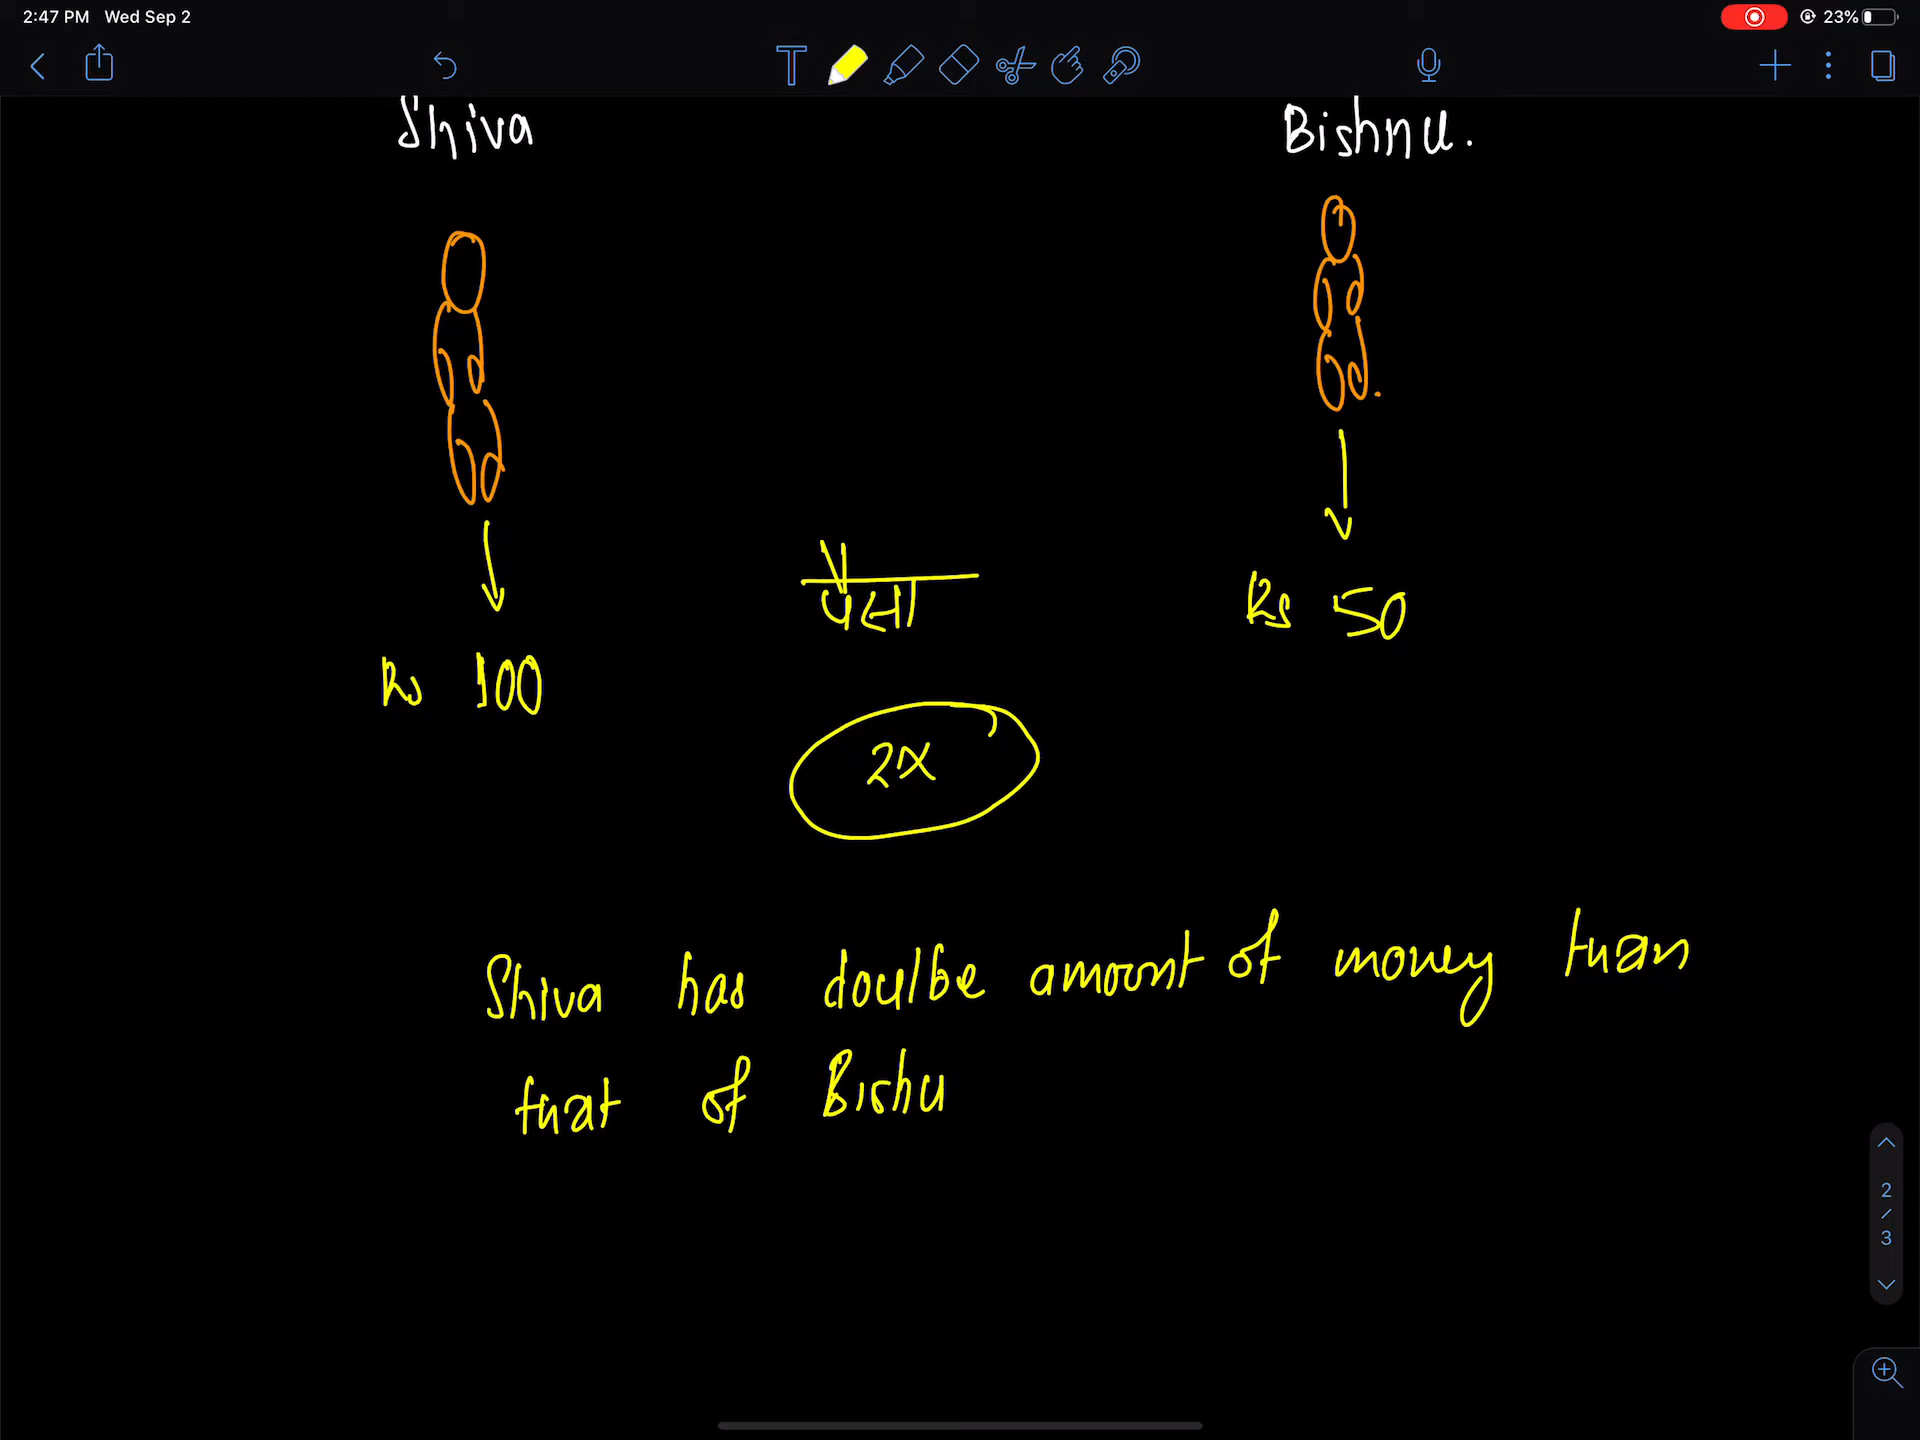 2:47 PM Wed Sep 2
23%
Shiva
Bishnu.
पैसा
Rs 50
Rs 100
2x
Shiva has doulbe amount of money than
that of Bishu
2
/
3